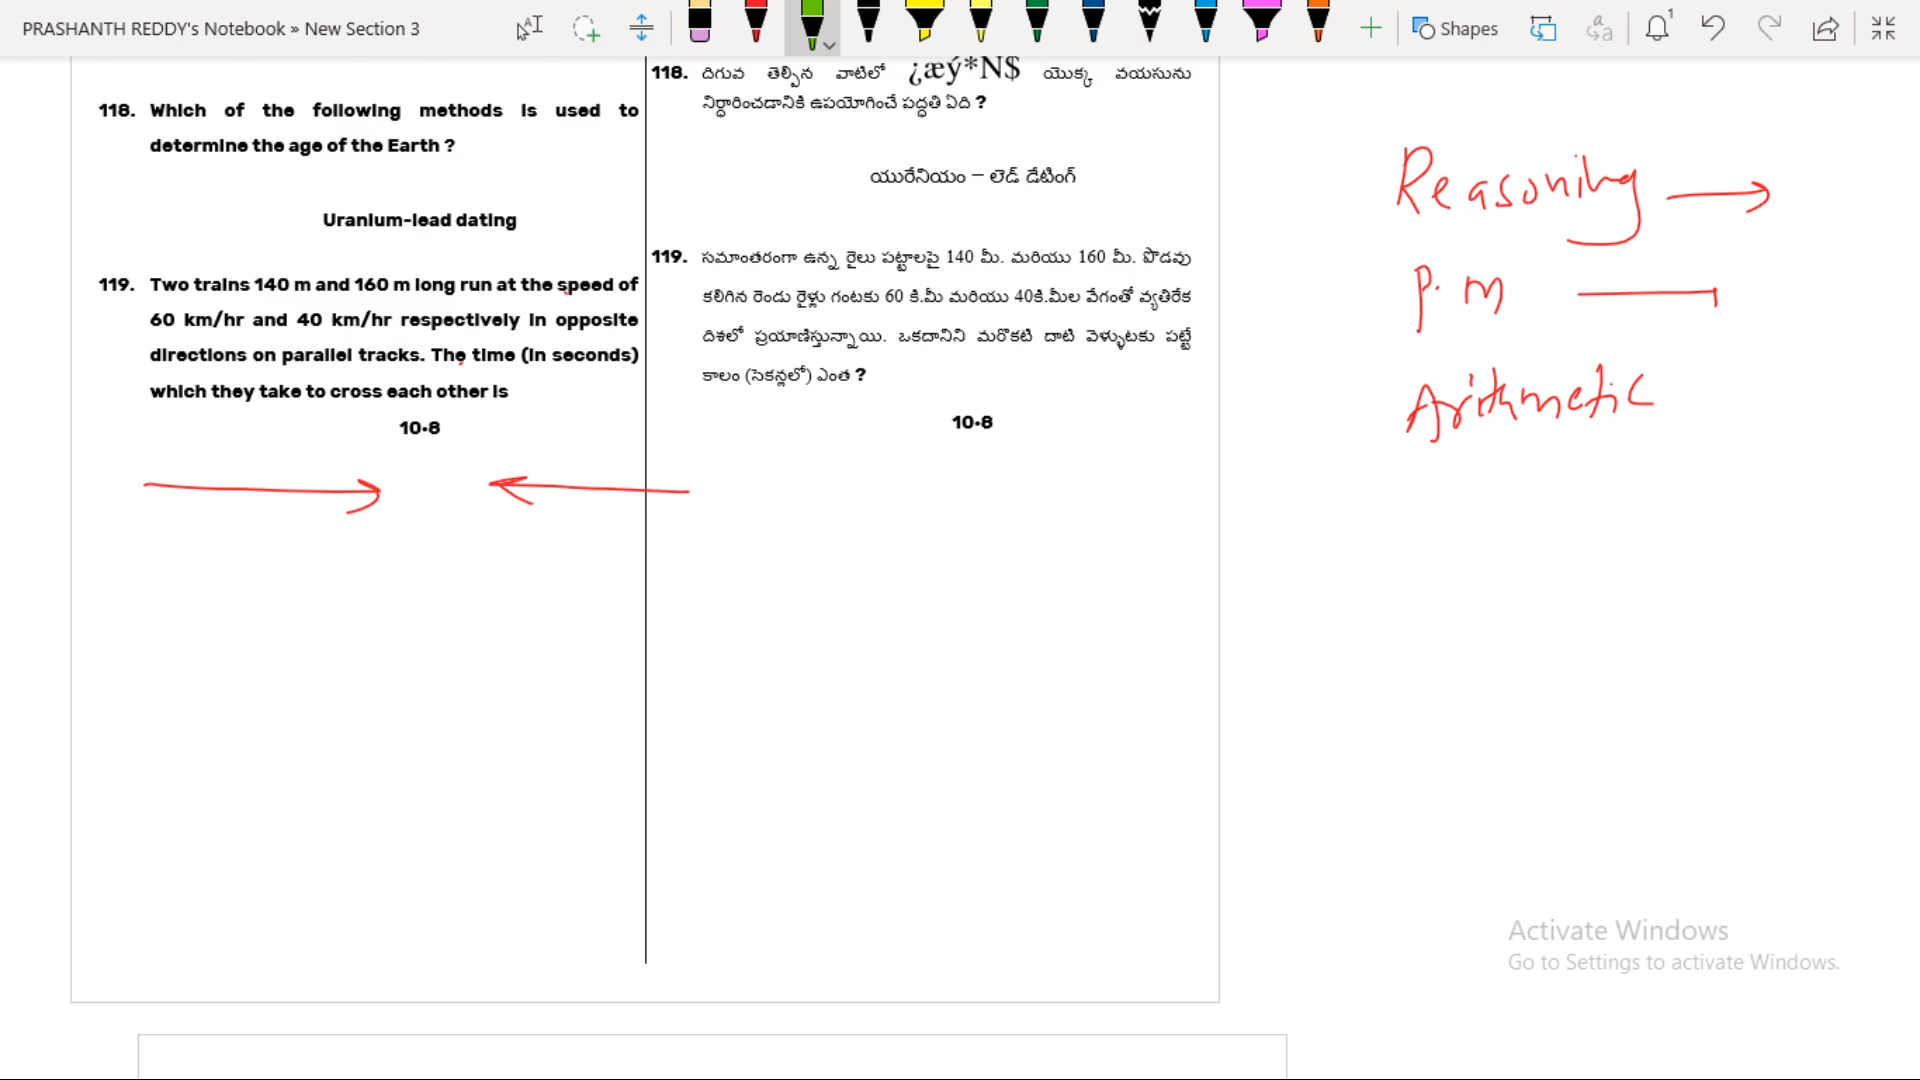 PRASHANTH REDDY's Notebook » New Section 3
Shapes
118. Which of the following methods is used to
determine the age of the Earth ?
Uranium-lead dating
119. Two trains 140 m and 160 m long run at the speed of
60 km/hr and 40 km/hr respectively in opposite
directions on parallel tracks. The time (in seconds)
which they take to cross each other is
10·8
118. దిగువ తెల్పిన వాటిలో ¿æý*N$ యొక్క వయసును
నిర్ధారించడానికి ఉపయోగించే పద్ధతి ఏది ?
యురేనియం – లెడ్ డేటింగ్
119. సమాంతరంగా ఉన్న రైలు పట్టాలపై 140 మీ. మరియు 160 మీ. పొడవు
కలిగిన రెండు రైళ్లు గంటకు 60 కి.మీ మరియు 40కి.మీల వేగంతో వ్యతిరేక
దిశలో ప్రయాణిస్తున్నాయి. ఒకదానిని మరొకటి దాటి వెళ్ళుటకు పట్టే
కాలం (సెకన్లలో) ఎంత ?
10·8
Reasoning
P. M
Arithmetic
Activate Windows
Go to Settings to activate Windows.